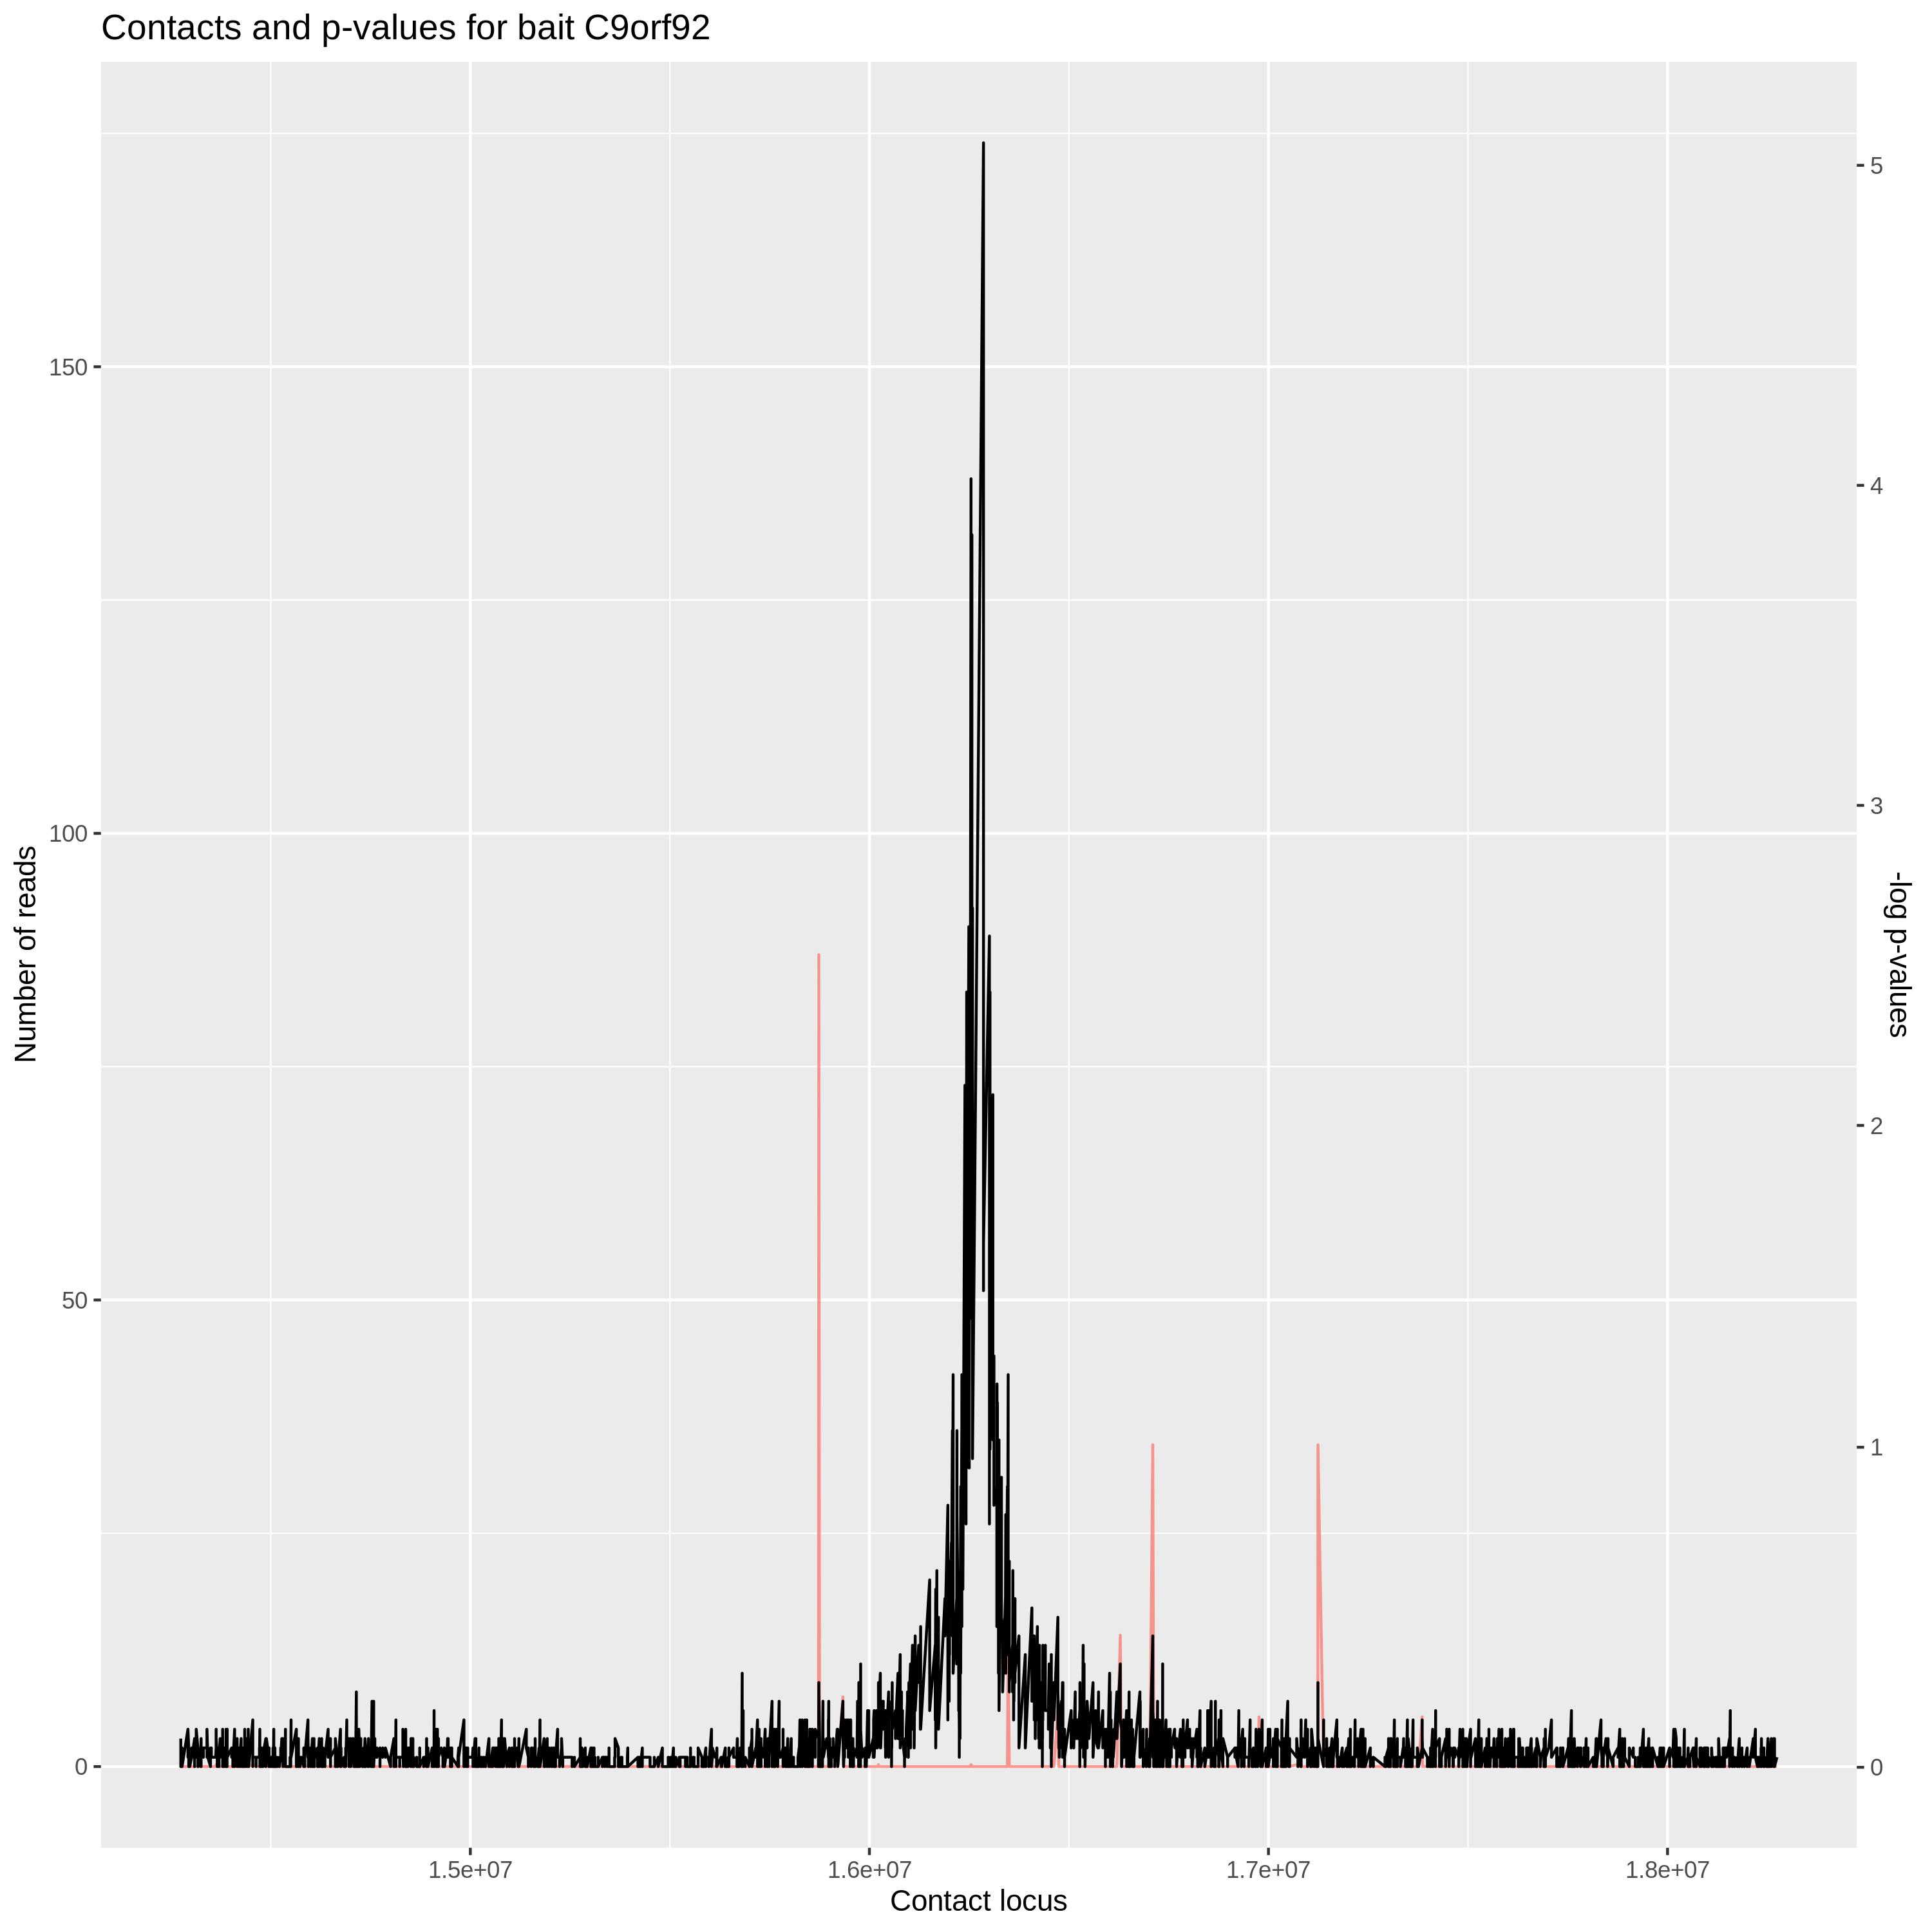 Contacts and p-values for bait C9orf92
Number of reads
150
100
50
0
5
4
3
2
1
0
-log p-values
1.5e+07 1.6e+07 1.7e+07 1.8e+07
Contact locus